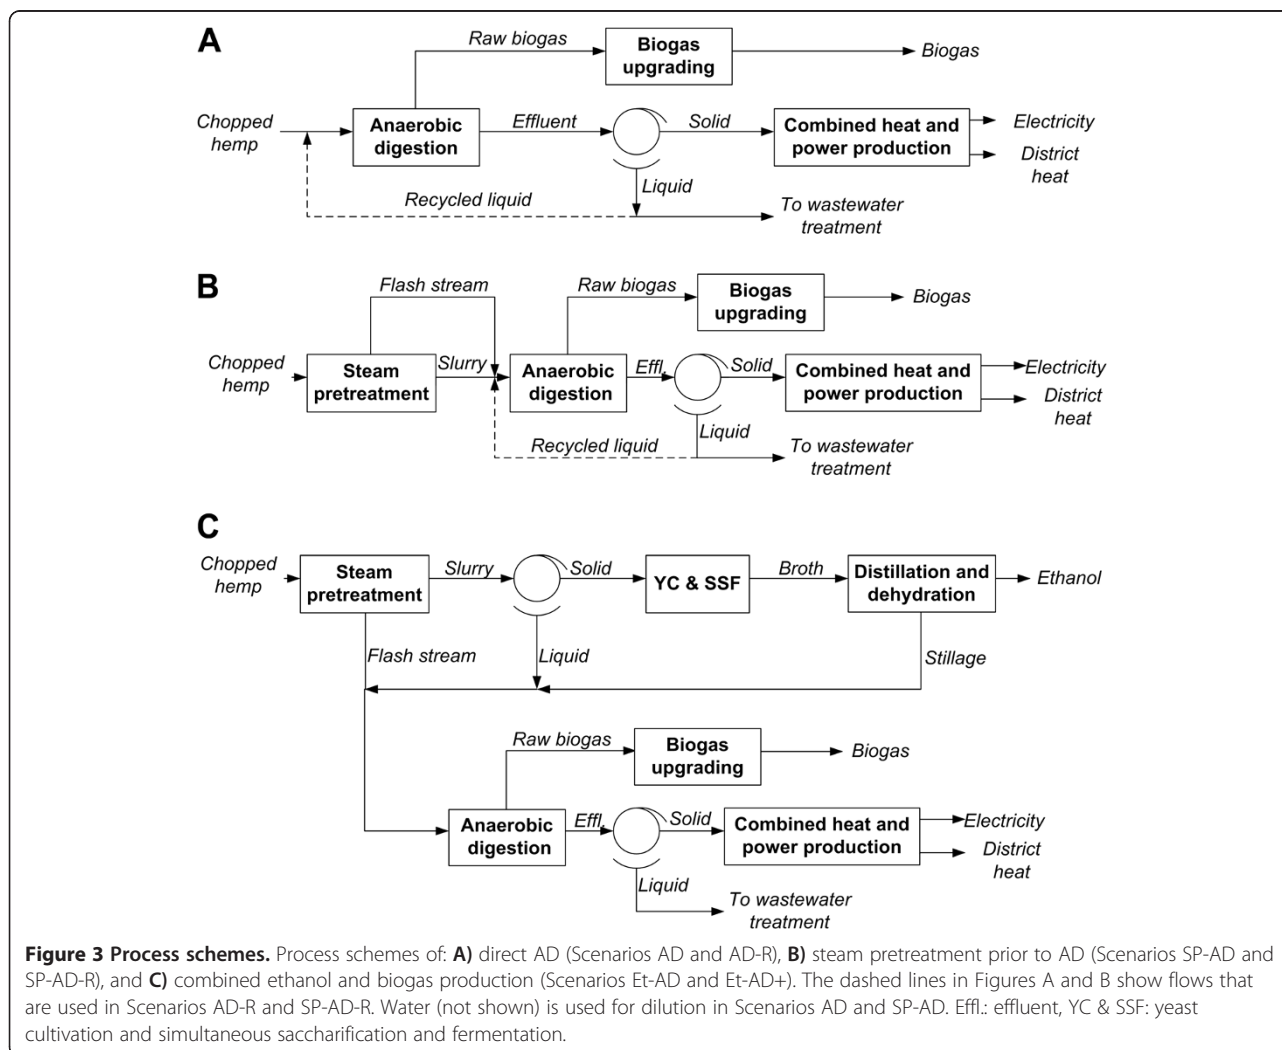 A
Raw biogas
Biogas
upgrading
Biogas
Chopped
hemp
Anaerobic
digestion
Effluent
Solid
Combined heat and
power production
Electricity
District
heat
Liquid
Recycled liquid
To wastewater
treatment
B
Flash stream
Raw biogas
Biogas
upgrading
Biogas
Chopped
hemp
Steam
pretreatment
Slurry
Anaerobic
digestion
Effl.
Solid
Combined heat and
power production
Electricity
District
heat
Liquid
Recycled liquid
To wastewater
treatment
C
Chopped
hemp
Steam
pretreatment
Slurry
Solid
YC & SSF
Broth
Distillation and
dehydration
Ethanol
Flash stream
Liquid
Stillage
Raw biogas
Biogas
upgrading
Biogas
Anaerobic
digestion
Effl.
Solid
Combined heat and
power production
Electricity
District
heat
Liquid
To wastewater
treatment
Figure 3 Process schemes. Process schemes of: A) direct AD (Scenarios AD and AD-R), B) steam pretreatment prior to AD (Scenarios SP-AD and
SP-AD-R), and C) combined ethanol and biogas production (Scenarios Et-AD and Et-AD+). The dashed lines in Figures A and B show flows that
are used in Scenarios AD-R and SP-AD-R. Water (not shown) is used for dilution in Scenarios AD and SP-AD. Effl.: effluent, YC & SSF: yeast
cultivation and simultaneous saccharification and fermentation.